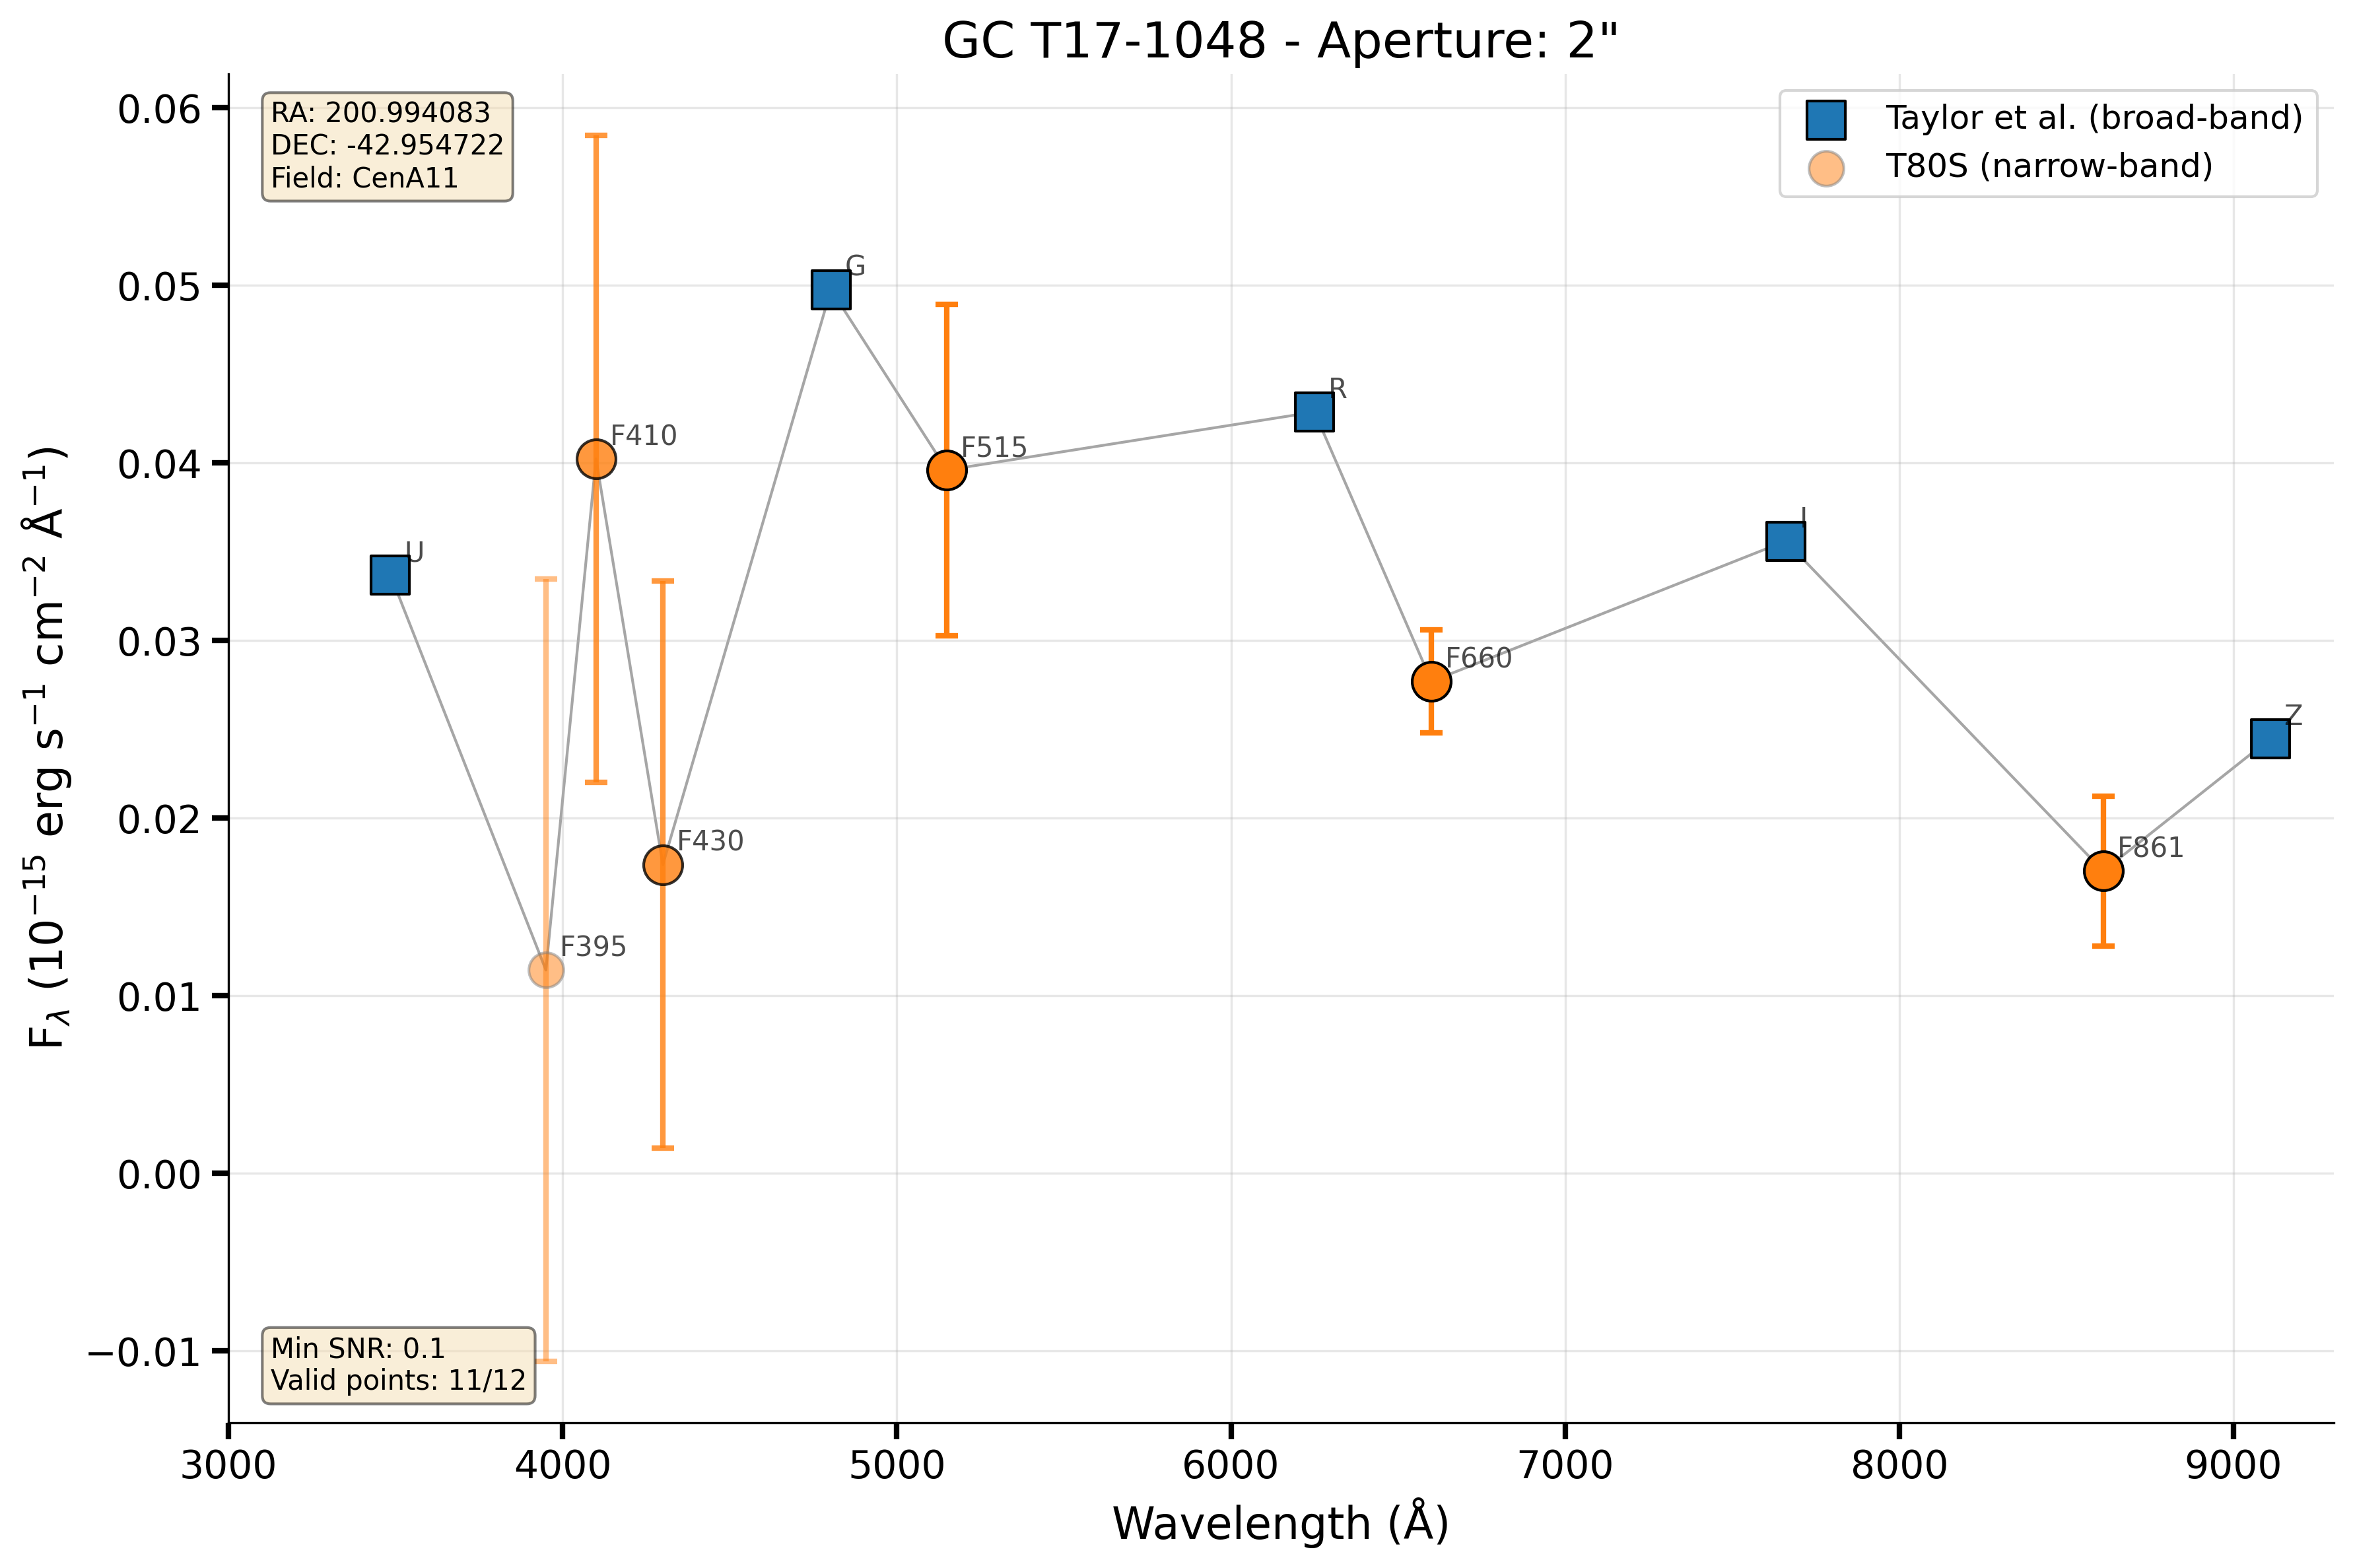 GC T17-1048 - Aperture: 2"
RA: 200.994083
DEC: -42.954722
Field: CenA11
Taylor et al. (broad-band)
T80S (narrow-band)
0.06
0.05
0.04
0.03
0.02
0.01
0.00
−0.01
F_λ (10⁻¹⁵ erg s⁻¹ cm⁻² Å⁻¹)
U
F395
F410
F430
G
F515
R
F660
I
F861
Z
Min SNR: 0.1
Valid points: 11/12
3000 4000 5000 6000 7000 8000 9000
Wavelength (Å)